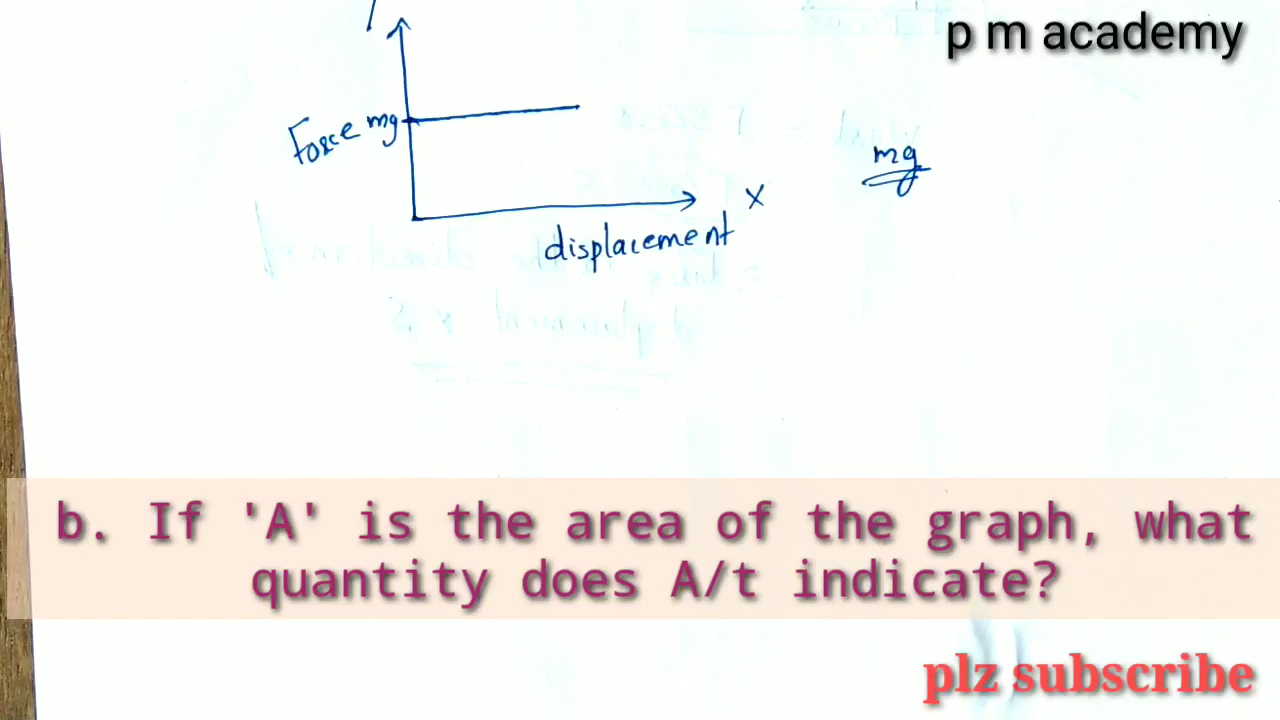 p m academy
Force mg
mg
x
displacement
b. If 'A' is the area of the graph, what
quantity does A/t indicate?
plz subscribe